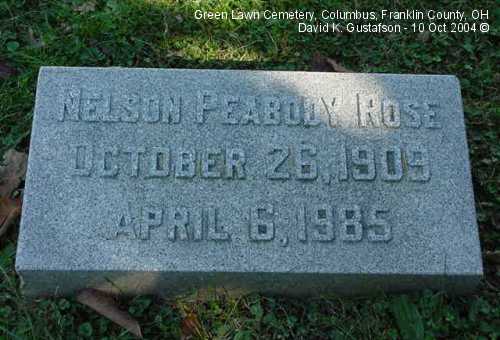 Green Lawn Cemetery, Columbus, Franklin County, OH
David K. Gustafson - 10 Oct 2004 ©
NELSON PEABODY ROSE
OCTOBER 26, 1909
APRIL 6, 1985